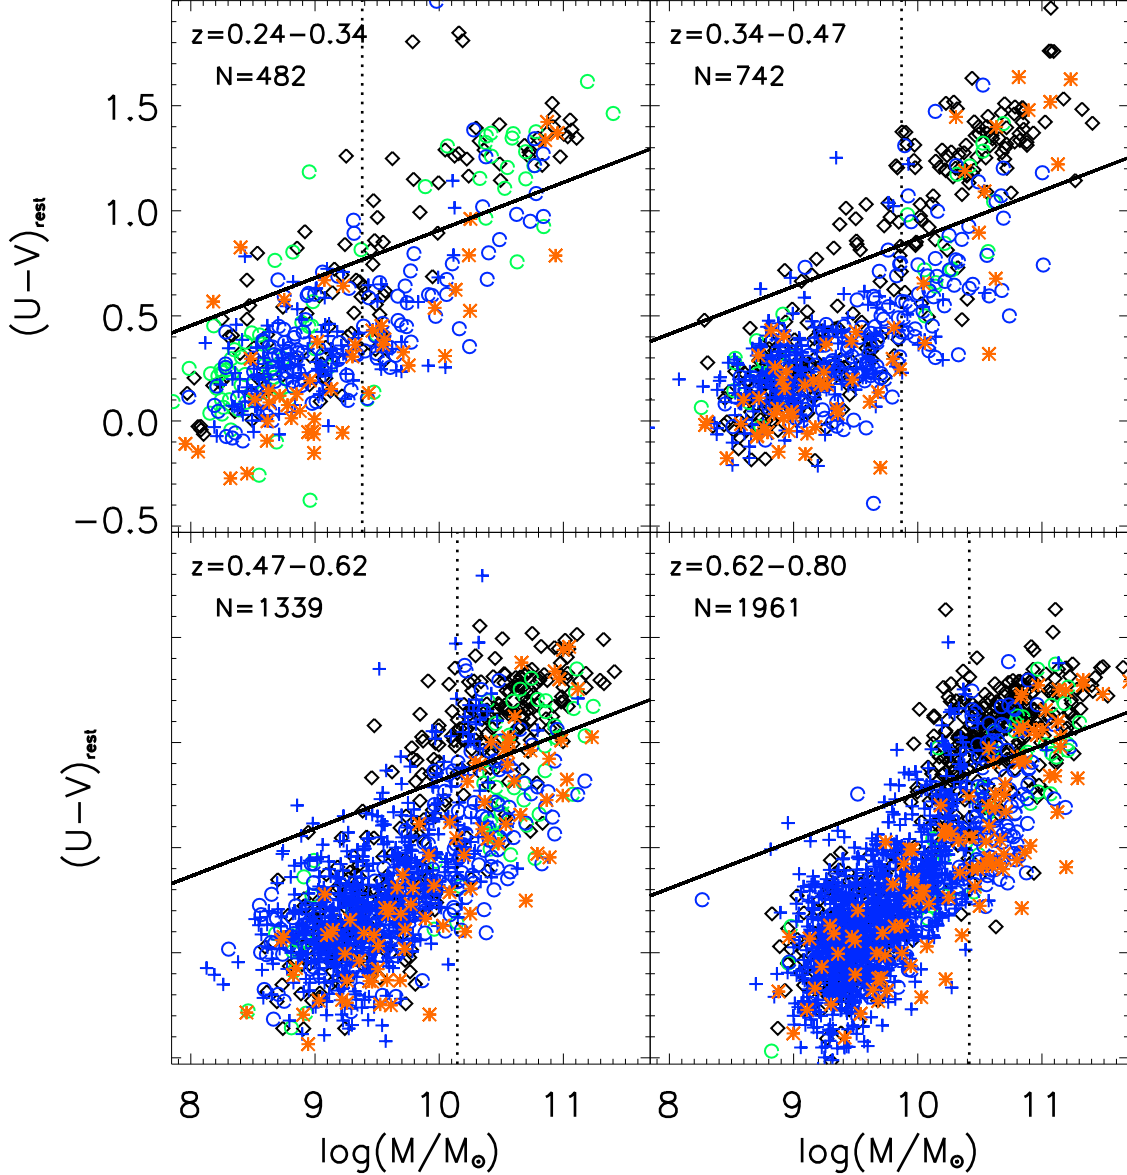 z=0.24−0.34
N=482
z=0.34−0.47
N=742
1.5
1.0
0.5
0.0
−0.5
(U−V)rest
z=0.47−0.62
N=1339
z=0.62−0.80
N=1961
(U−V)rest
8 9 10 11 9 10 11
log(M/M⊙) log(M/M⊙)